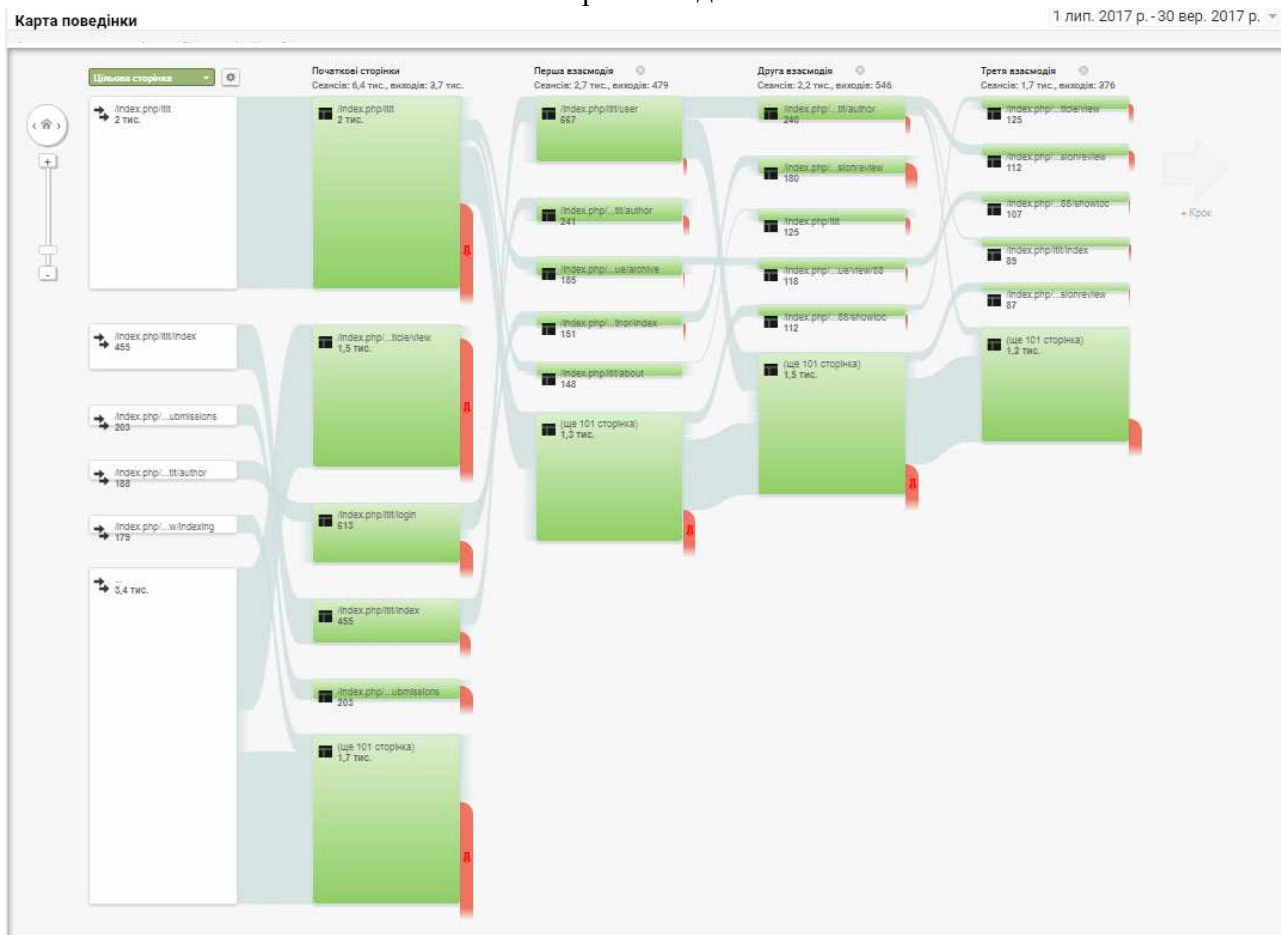 Карта поведінки
1 лип. 2017 р. - 30 вер. 2017 р.
Цільова сторінка
/index.php/itit
2 тис.
/index.php/itit/index
455
/index.php/...ubmissions
203
/index.php/...tit/author
188
/index.php/...w/indexing
179
...
3,4 тис.
Початкові сторінки
Сеансів: 6,4 тис., виходів: 3,7 тис.
/index.php/itit
2 тис.
/index.php/...ticle/view
1,5 тис.
/index.php/itit/login
613
/index.php/itit/index
455
/index.php/...ubmissions
203
(ще 101 сторінка)
1,7 тис.
Перша взаємодія
Сеансів: 2,7 тис., виходів: 479
/index.php/itit/user
667
/index.php/...tit/author
241
/index.php/...ue/archive
185
/index.php/...thor/index
151
/index.php/itit/about
148
(ще 101 сторінка)
1,3 тис.
Друга взаємодія
Сеансів: 2,2 тис., виходів: 546
/index.php/...tit/author
240
/index.php/...sionreview
180
/index.php/itit
125
/index.php/...ue/view/88
118
/index.php/...88/showtoc
112
(ще 101 сторінка)
1,5 тис.
Третя взаємодія
Сеансів: 1,7 тис., виходів: 376
/index.php/...ticle/view
125
/index.php/...sionreview
112
/index.php/...88/showtoc
107
/index.php/itit/index
89
/index.php/...sionreview
87
(ще 101 сторінка)
1,2 тис.
+ Крок